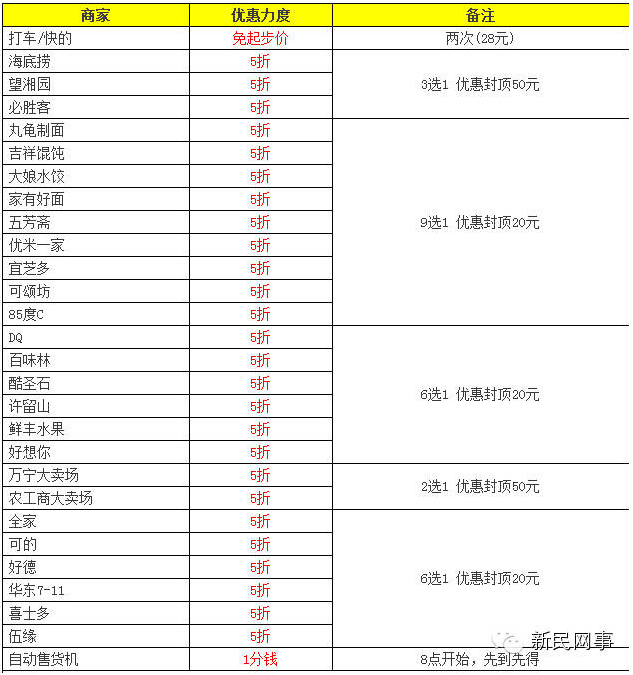 商家 优惠力度 备注
打车/快的 免起步价 两次(28元)
海底捞 5折
望湘园 5折 3选1 优惠封顶50元
必胜客 5折
丸龟制面 5折
吉祥馄饨 5折
大娘水饺 5折
家有好面 5折
五芳斋 5折 9选1 优惠封顶20元
优米一家 5折
宜芝多 5折
可颂坊 5折
85度C 5折
DQ 5折
百味林 5折
酷圣石 5折
许留山 5折 6选1 优惠封顶20元
鲜丰水果 5折
好想你 5折
万宁大卖场 5折
农工商大卖场 5折 2选1 优惠封顶50元
全家 5折
可的 5折
好德 5折 6选1 优惠封顶20元
华东7-11 5折
喜士多 5折
伍缘 5折
自动售货机 1分钱 8点开始，先到先得
新民网事